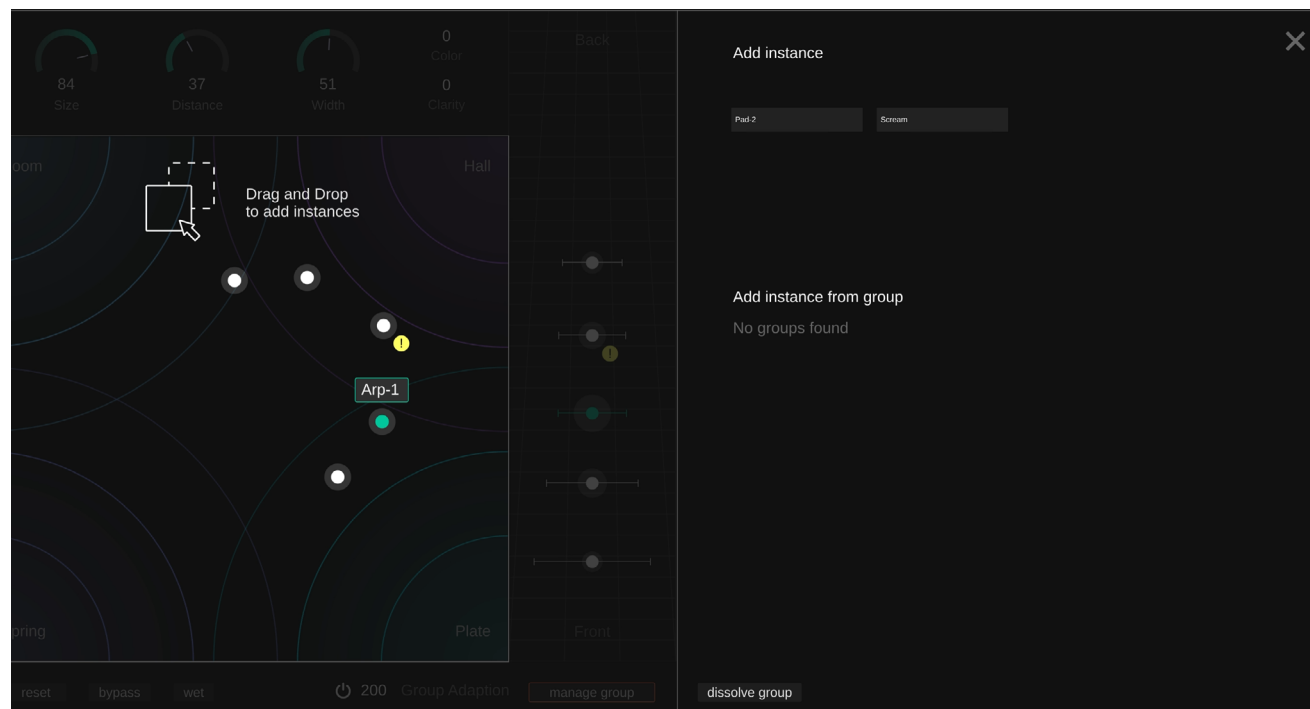 84
Size
37
Distance
51
Width
0
Color
0
Clarity
Back
Add instance
Pad-2
Scream
oom
Hall
Drag and Drop
to add instances
Add instance from group
No groups found
!
!
Arp-1
pring
Plate
Front
reset
bypass
wet
200
Group Adaption
manage group
dissolve group